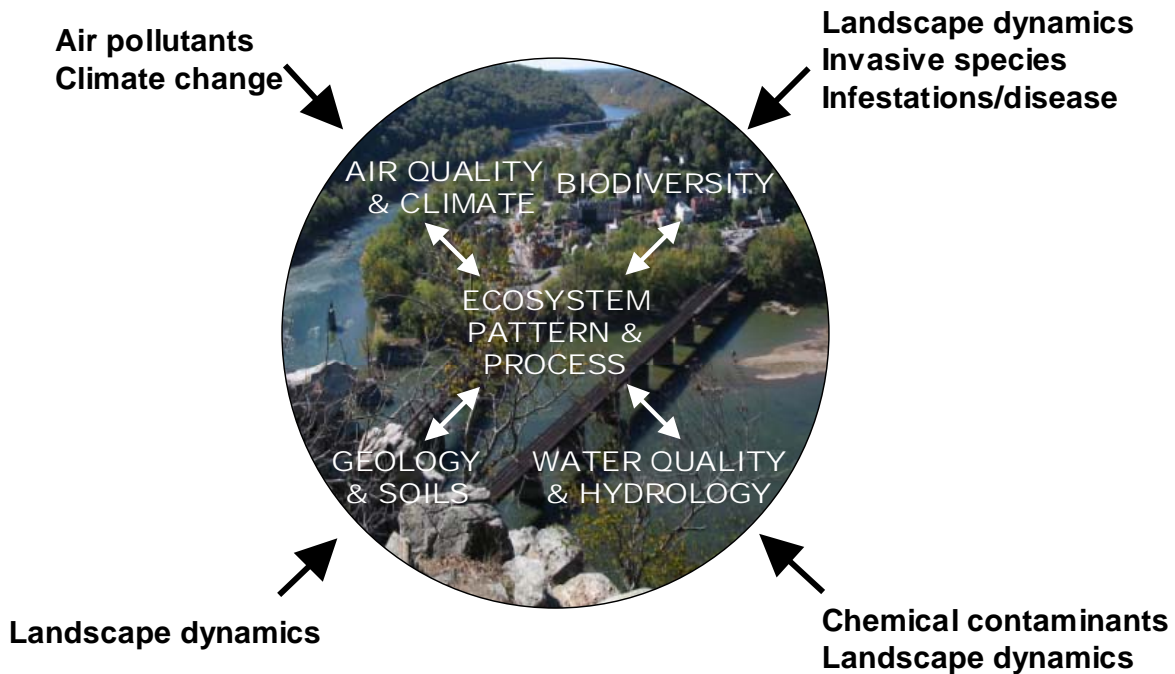 Air pollutants
Climate change
Landscape dynamics
Invasive species
Infestations/disease
AIR QUALITY
& CLIMATE
BIODIVERSITY
ECOSYSTEM
PATTERN &
PROCESS
GEOLOGY
& SOILS
WATER QUALITY
& HYDROLOGY
Landscape dynamics
Chemical contaminants
Landscape dynamics